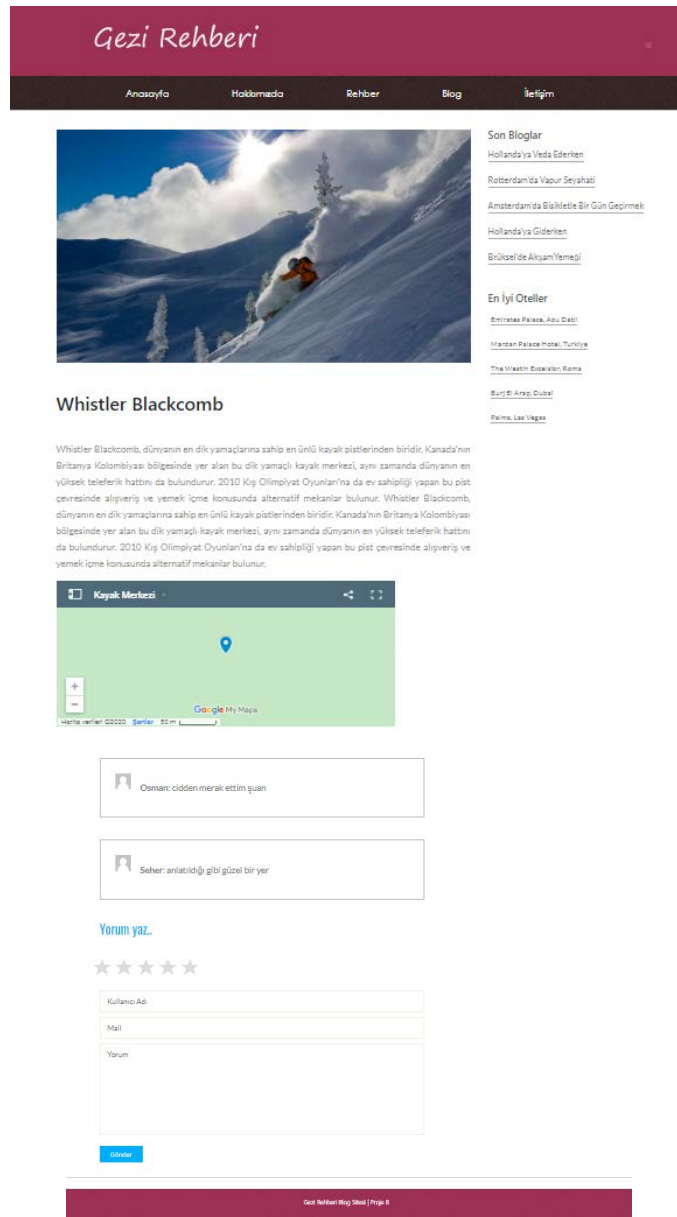 Gezi Rehberi
Anasayfa Hakkımızda Rehber Blog İletişim
Son Bloglar
Hollanda'ya Veda Ederken
Rotterdam'da Vapur Seyahati
Amsterdam'da Bisikletle Bir Gün Geçirmek
Hollanda'ya Giderken
Brüksel'de Akşam Yemeği
En İyi Oteller
Emirates Palace, Abu Dabi
Mardan Palace Hotel, Turkiye
The Westin Excelsior, Roma
Burj El Arap, Dubai
Palms, Las Vegas
Whistler Blackcomb
Whistler Blackcomb, dünyanın en dik yamaçlarına sahip en ünlü kayak pistlerinden biridir. Kanada'nın
Britanya Kolombiyası bölgesinde yer alan bu dik yamaçlı kayak merkezi, aynı zamanda dünyanın en
yüksek teleferik hattını da bulundurur. 2010 Kış Olimpiyat Oyunları'na da ev sahipliği yapan bu pist
çevresinde alışveriş ve yemek içme konusunda alternatif mekanlar bulunur. Whistler Blackcomb,
dünyanın en dik yamaçlarına sahip en ünlü kayak pistlerinden biridir. Kanada'nın Britanya Kolombiyası
bölgesinde yer alan bu dik yamaçlı kayak merkezi, aynı zamanda dünyanın en yüksek teleferik hattını
da bulundurur. 2010 Kış Olimpiyat Oyunları'na da ev sahipliği yapan bu pist çevresinde alışveriş ve
yemek içme konusunda alternatif mekanlar bulunur.
Kayak Merkezi
+
−
Google My Maps
Harita verileri ©2020 Şartlar 50 m
Osman: cidden merak ettim şuan
Seher: anlatıldığı gibi güzel bir yer
Yorum yaz..
Kullanıcı Adı
Mail
Yorum
Gönder
Gezi Rehberi Blog Sitesi | Proje B